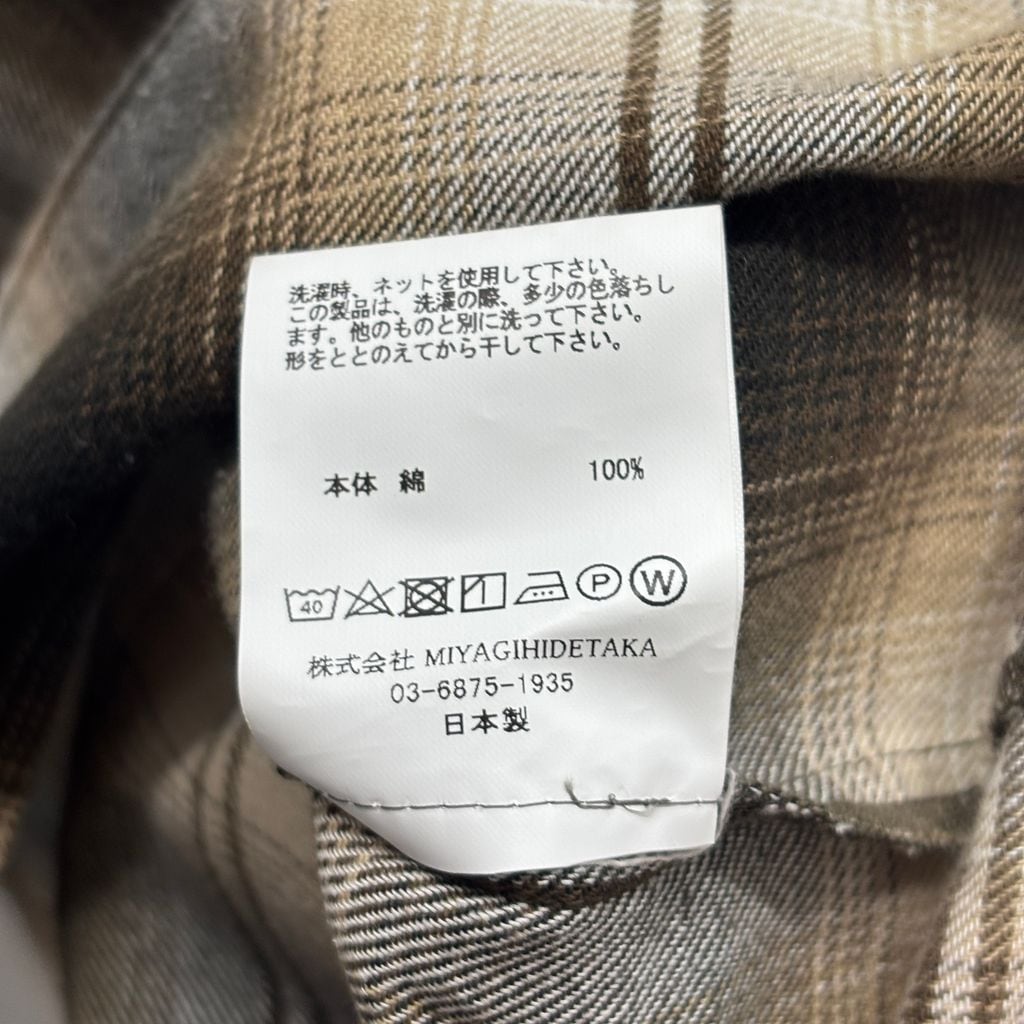 洗濯時、ネットを使用して下さい。
この製品は、洗濯の際、多少の色落ちし
ます。他のものと別に洗って下さい。
形をととのえてから干して下さい。
本体 綿 100%
40 P W
株式会社 MIYAGIHIDETAKA
03-6875-1935
日本製